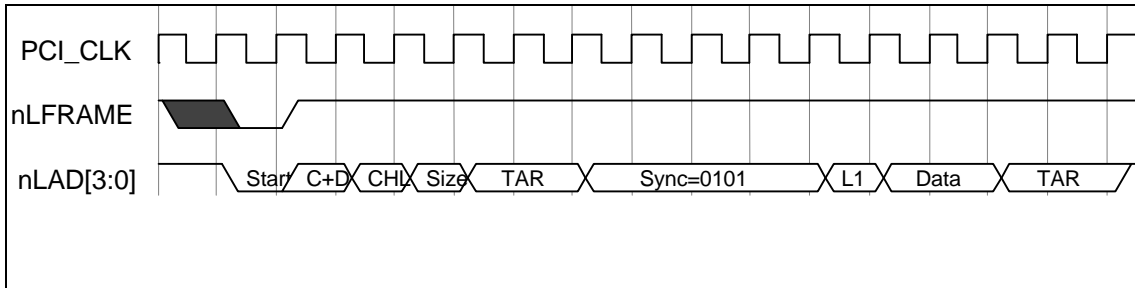 PCI_CLK
nLFRAME
nLAD[3:0] Start C+D CHL Size TAR Sync=0101 L1 Data TAR